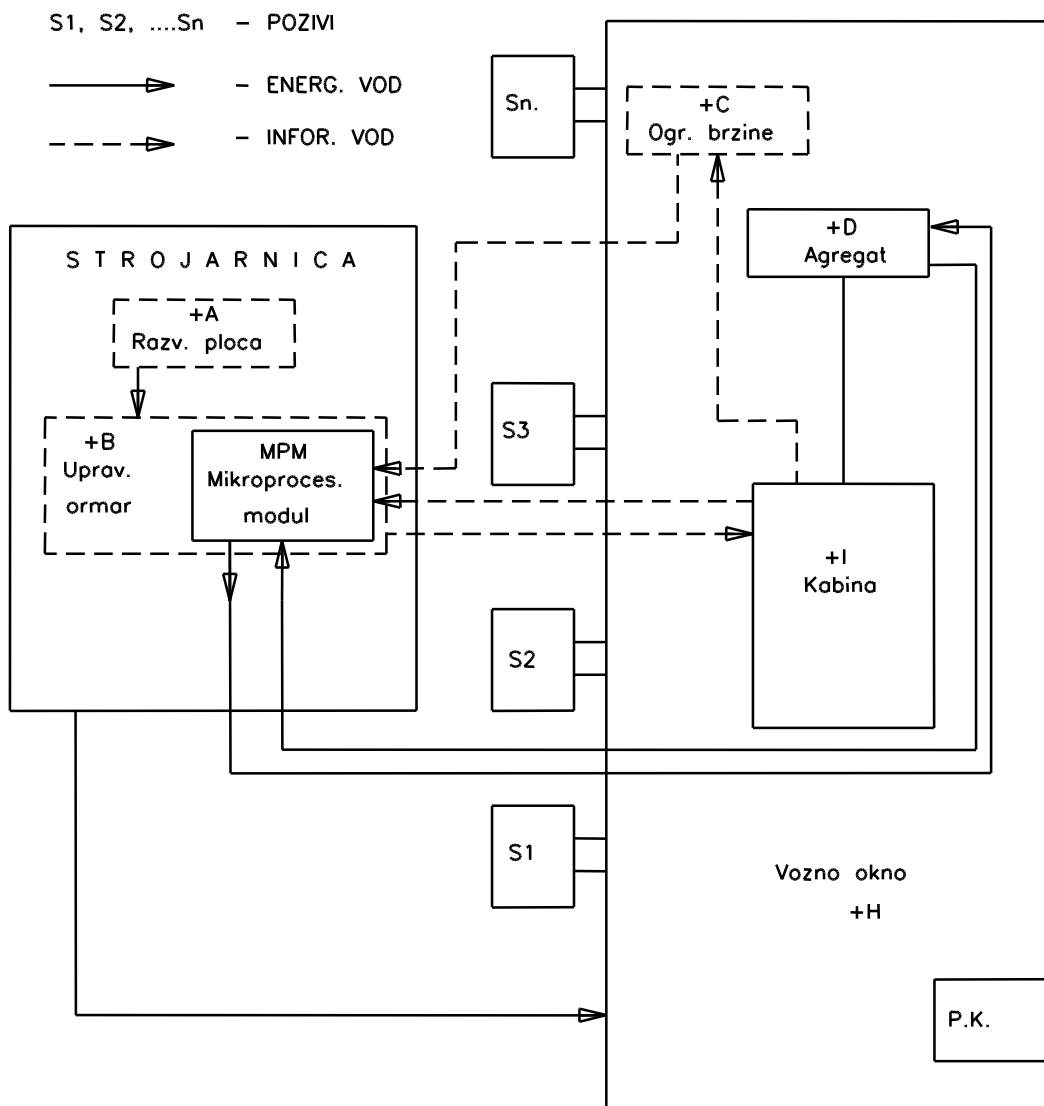 S1, S2, ....Sn - POZIVI
- ENERG. VOD
- INFOR. VOD
Sn.
+C
Ogr. brzine
+D
Agregat
S T R O J A R N I C A
+A
Razv. ploca
+B
Uprav.
ormar
MPM
Mikroproces.
modul
S3
+I
Kabina
S2
S1
Vozno okno
+H
P.K.